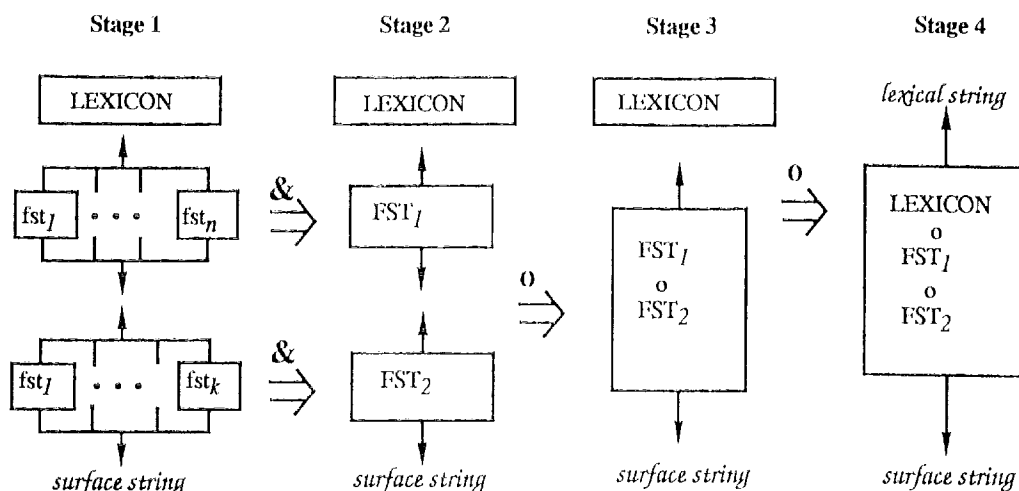 Stage 1 Stage 2 Stage 3 Stage 4
LEXICON LEXICON LEXICON lexical string
fst1 • • • fstn & FST1 o LEXICON
o
FST1
o
FST2
FST1
o
FST2
o
fst1 • • • fstk & FST2
surface string surface string surface string surface string